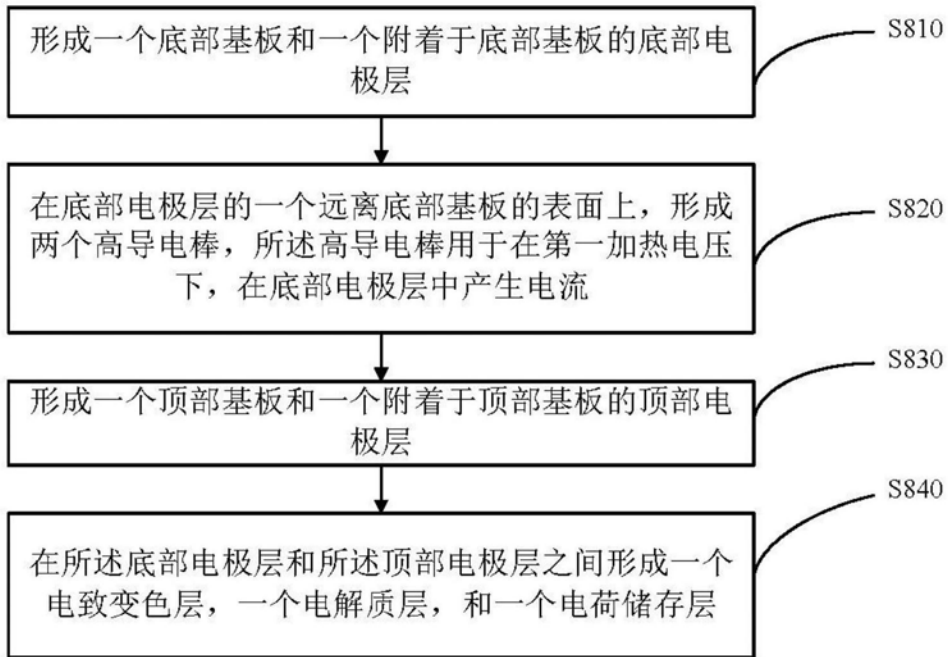 形成一个底部基板和一个附着于底部基板的底部电
极层
S810
在底部电极层的一个远离底部基板的表面上，形成
两个高导电棒，所述高导电棒用于在第一加热电压
下，在底部电极层中产生电流
S820
形成一个顶部基板和一个附着于顶部基板的顶部电
极层
S830
在所述底部电极层和所述顶部电极层之间形成一个
电致变色层，一个电解质层，和一个电荷储存层
S840